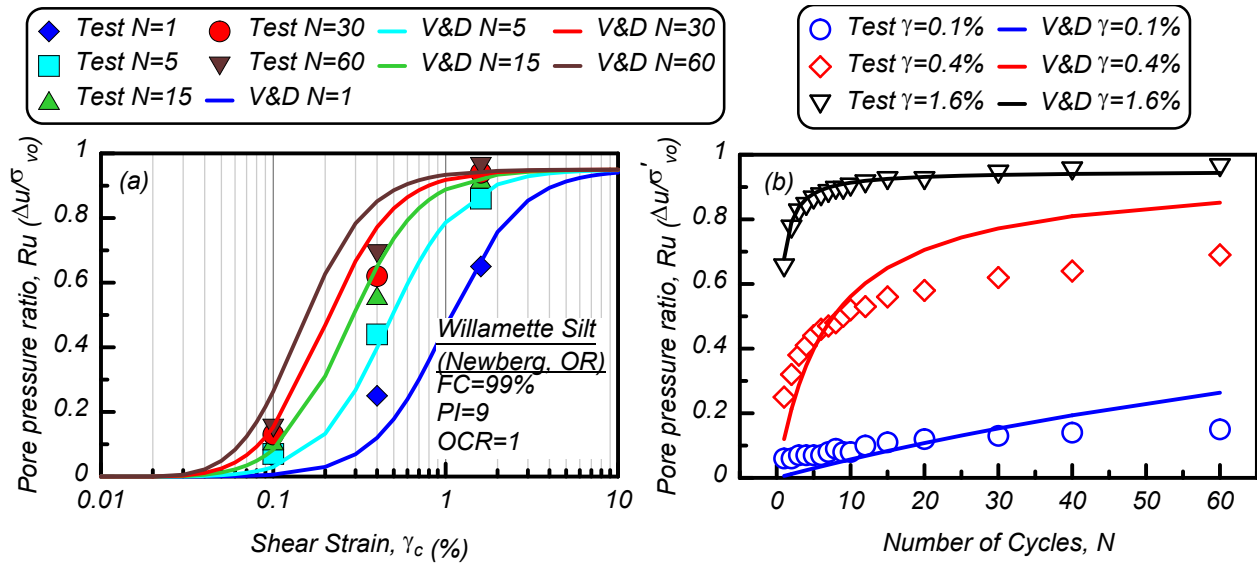 Test N=1 Test N=30 V&D N=5 V&D N=30
Test N=5 Test N=60 V&D N=15 V&D N=60
Test N=15 V&D N=1
Test γ=0.1% V&D γ=0.1%
Test γ=0.4% V&D γ=0.4%
Test γ=1.6% V&D γ=1.6%
Pore pressure ratio, Ru (Δu/σ'vo)
1
0.8
0.6
0.4
0.2
0
(a)
Willamette Silt
(Newberg, OR)
FC=99%
PI=9
OCR=1
0.01 0.1 1 10
Shear Strain, γc (%)
Pore pressure ratio, Ru (Δu/σ'vo)
1
0.8
0.6
0.4
0.2
0
(b)
0 10 20 30 40 50 60
Number of Cycles, N